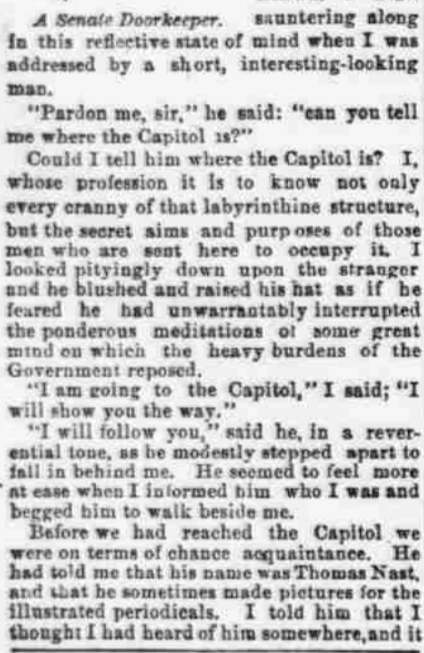 A Senate Doorkeeper. sauntering along
in this reflective state of mind when I was
addressed by a short, interesting-looking
man.
"Pardon me, sir," he said: "can you tell
me where the Capitol is?"
Could I tell him where the Capitol is? I,
whose profession it is to know not only
every cranny of that labyrinthine structure,
but the secret aims and purposes of those
men who are sent here to occupy it. I
looked pityingly down upon the stranger
and he blushed and raised his hat as if he
feared he had unwarrantably interrupted
the ponderous meditations of some great
mind on which the heavy burdens of the
Government reposed.
"I am going to the Capitol," I said; "I
will show you the way."
"I will follow you," said he, in a rever-
ential tone, as he modestly stepped apart to
fall in behind me. He seemed to feel more
at ease when I informed him who I was and
begged him to walk beside me.
Before we had reached the Capitol we
were on terms of chance acquaintance. He
had told me that his name was Thomas Nast,
and that he sometimes made pictures for the
illustrated periodicals. I told him that I
thought I had heard of him somewhere, and it